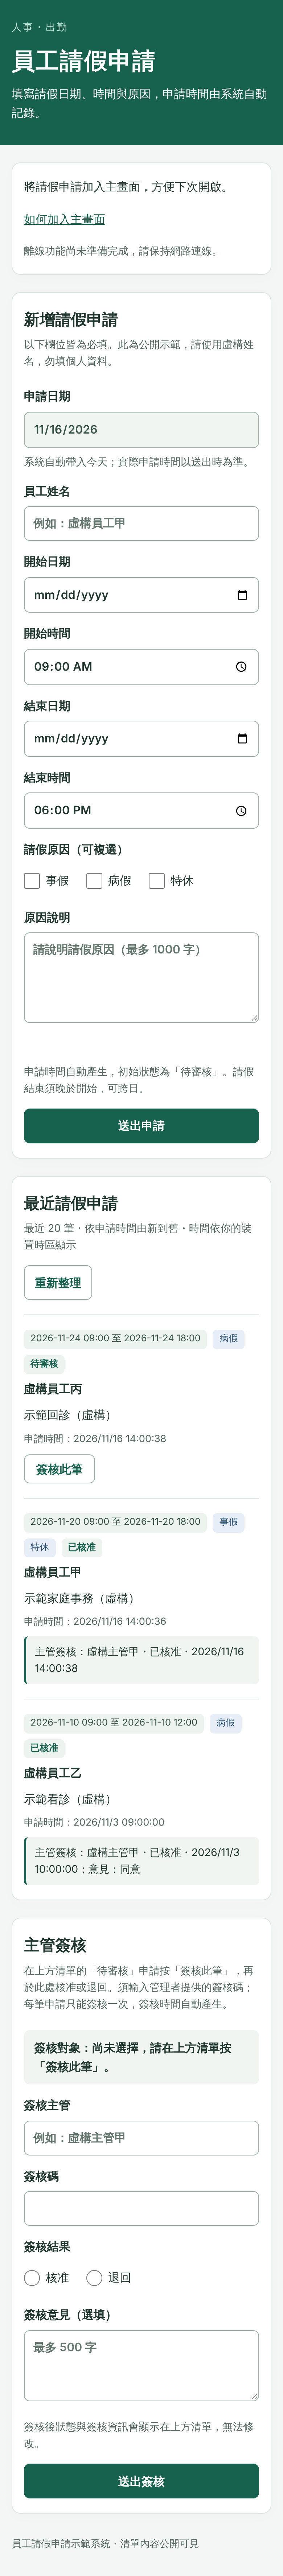 人事・出勤
員工請假申請
填寫請假日期、時間與原因，申請時間由系統自動
記錄。
將請假申請加入主畫面，方便下次開啟。
如何加入主畫面
離線功能尚未準備完成，請保持網路連線。
新增請假申請
以下欄位皆為必填。此為公開示範，請使用虛構姓
名，勿填個人資料。
申請日期
11/16/2026
系統自動帶入今天；實際申請時間以送出時為準。
員工姓名
例如：虛構員工甲
開始日期
mm/dd/yyyy
開始時間
09:00 AM
結束日期
mm/dd/yyyy
結束時間
06:00 PM
請假原因（可複選）
事假 病假 特休
原因說明
請說明請假原因（最多 1000 字）
申請時間自動產生，初始狀態為「待審核」。請假
結束須晚於開始，可跨日。
送出申請
最近請假申請
最近 20 筆・依申請時間由新到舊・時間依你的裝
置時區顯示
重新整理
2026-11-24 09:00 至 2026-11-24 18:00 病假
待審核
虛構員工丙
示範回診（虛構）
申請時間：2026/11/16 14:00:38
簽核此筆
2026-11-20 09:00 至 2026-11-20 18:00 事假
特休 已核准
虛構員工甲
示範家庭事務（虛構）
申請時間：2026/11/16 14:00:36
主管簽核：虛構主管甲・已核准・2026/11/16
14:00:38
2026-11-10 09:00 至 2026-11-10 12:00 病假
已核准
虛構員工乙
示範看診（虛構）
申請時間：2026/11/3 09:00:00
主管簽核：虛構主管甲・已核准・2026/11/3
10:00:00；意見：同意
主管簽核
在上方清單的「待審核」申請按「簽核此筆」，再
於此處核准或退回。須輸入管理者提供的簽核碼；
每筆申請只能簽核一次，簽核時間自動產生。
簽核對象：尚未選擇，請在上方清單按
「簽核此筆」。
簽核主管
例如：虛構主管甲
簽核碼
簽核結果
核准 退回
簽核意見（選填）
最多 500 字
簽核後狀態與簽核資訊會顯示在上方清單，無法修
改。
送出簽核
員工請假申請示範系統・清單內容公開可見